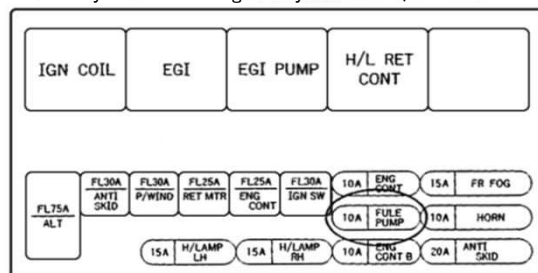 IGN COIL
EGI
EGI PUMP
H/L RET
CONT
FL75A
ALT
FL30A
ANTI
SKID
FL30A
P/WIND
FL25A
RET MTR
FL25A
ENG
CONT
FL30A
IGN SW
10A ENG
CONT
15A FR FOG
10A FULE
PUMP
10A HORN
15A H/LAMP
LH
15A H/LAMP
RH
10A ENG
CONT B
20A ANTI
SKID